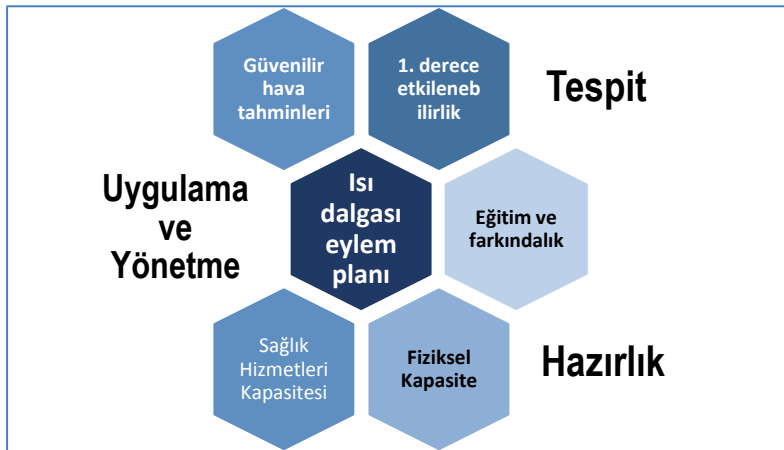 Güvenilir
hava
tahminleri
1. derece
etkileneb
ilirlik
Tespit
Uygulama
ve
Yönetme
Isı
dalgası
eylem
planı
Eğitim ve
farkındalık
Sağlık
Hizmetleri
Kapasitesi
Fiziksel
Kapasite
Hazırlık